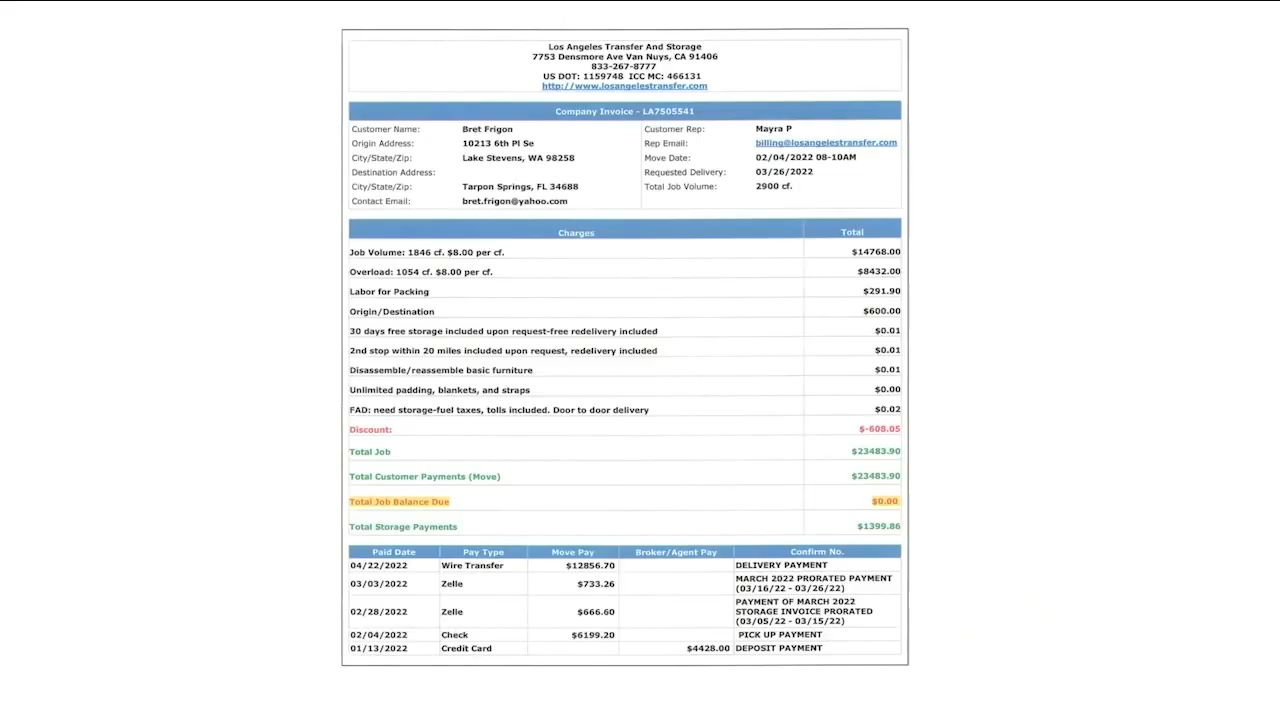 Los Angeles Transfer And Storage
7753 Densmore Ave Van Nuys, CA 91406
833-267-8777
US DOT: 1159748 ICC MC: 466131
http://www.losangelestransfer.com
Company Invoice - LA7505541
Customer Name: Bret Frigon
Origin Address: 10213 6th Pl Se
City/State/Zip: Lake Stevens, WA 98258
Destination Address:
City/State/Zip: Tarpon Springs, FL 34688
Contact Email: bret.frigon@yahoo.com
Customer Rep: Mayra P
Rep Email: billing@losangelestransfer.com
Move Date: 02/04/2022 08-10AM
Requested Delivery: 03/26/2022
Total Job Volume: 2900 cf.
Charges Total
Job Volume: 1846 cf. $8.00 per cf. $14768.00
Overload: 1054 cf. $8.00 per cf. $8432.00
Labor for Packing $291.90
Origin/Destination $600.00
30 days free storage included upon request-free redelivery included $0.01
2nd stop within 20 miles included upon request, redelivery included $0.01
Disassemble/reassemble basic furniture $0.01
Unlimited padding, blankets, and straps $0.00
FAD: need storage-fuel taxes, tolls included. Door to door delivery $0.02
Discount: $-608.05
Total Job $23483.90
Total Customer Payments (Move) $23483.90
Total Job Balance Due $0.00
Total Storage Payments $1399.86
Paid Date Pay Type Move Pay Broker/Agent Pay Confirm No.
04/22/2022 Wire Transfer $12856.70 DELIVERY PAYMENT
03/03/2022 Zelle $733.26 MARCH 2022 PRORATED PAYMENT
(03/16/22 - 03/26/22)
02/28/2022 Zelle $666.60 PAYMENT OF MARCH 2022
STORAGE INVOICE PRORATED
(03/05/22 - 03/15/22)
02/04/2022 Check $6199.20 PICK UP PAYMENT
01/13/2022 Credit Card $4428.00 DEPOSIT PAYMENT